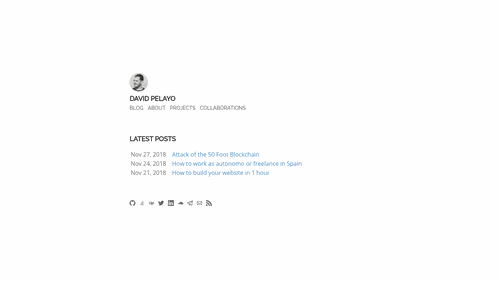 DAVID PELAYO
BLOG ABOUT PROJECTS COLLABORATIONS
LATEST POSTS
Nov 27, 2018 Attack of the 50 Foot Blockchain
Nov 24, 2018 How to work as autonomo or freelance in Spain
Nov 21, 2018 How to build your website in 1 hour